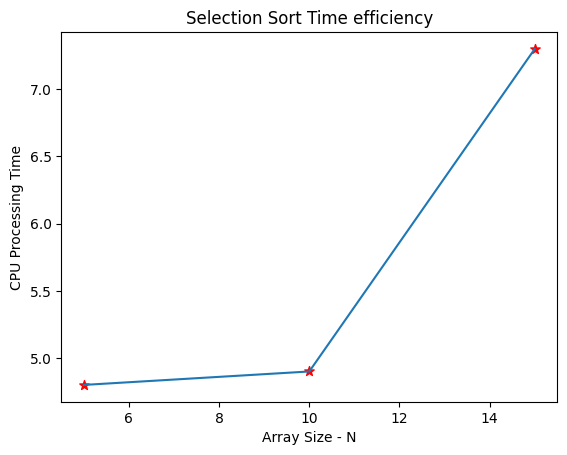 Selection Sort Time efficiency
7.0
6.5
6.0
5.5
5.0
CPU Processing Time
6 8 10 12 14
Array Size - N